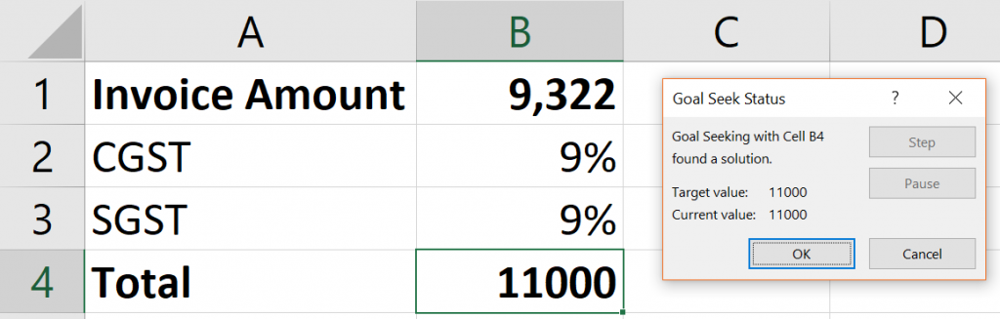 A B C D
1 Invoice Amount 9,322
2 CGST 9%
3 SGST 9%
4 Total 11000
Goal Seek Status ?
Goal Seeking with Cell B4
found a solution.
Step
Pause
Target value: 11000
Current value: 11000
OK Cancel